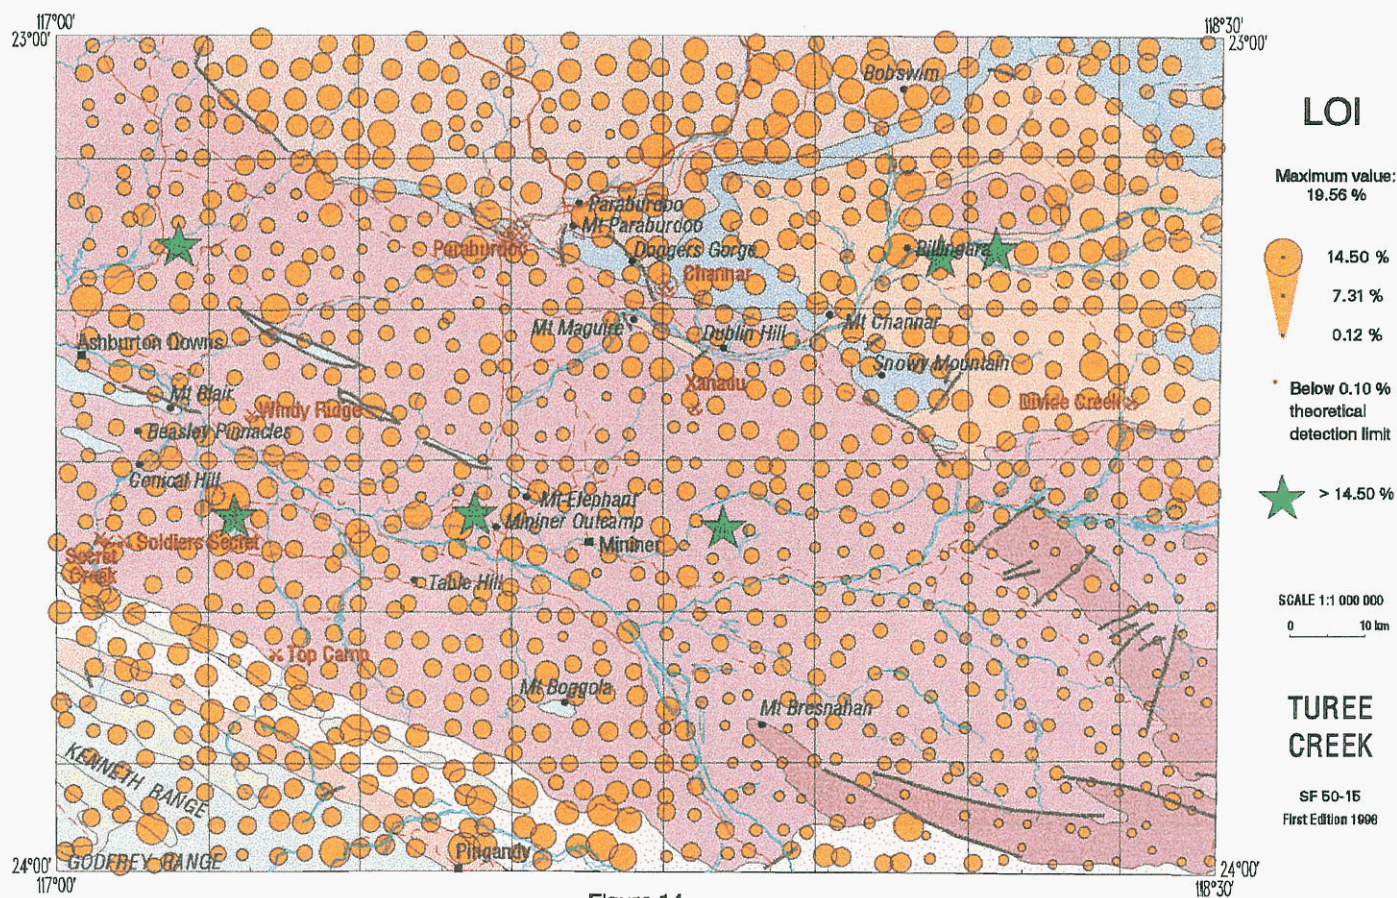 117°00'
23°00'
118°30'
23°00'
Bobswim
LOI
Maximum value:
19.56 %
Paraburdoo
Mt Paraburdoo
Paraburdoo
Doggers Gorge
Billingara
Channar
14.50 %
7.31 %
0.12 %
Mt Maguire
Dublin Hill
Mt Channar
Ashburton Downs
Snowy Mountain
Xanadu
Mt Blair
Windy Ridge
Divide Creek
Below 0.10 %
theoretical
detection limit
Beasley Pinnacles
Conical Hill
Mt Elephant
> 14.50 %
Mininer Outcamp
Soldiers Secret
Mininer
Secret
Creek
Table Hill
SCALE 1:1 000 000
0 10 km
Top Camp
Mt Boggola
Mt Bresnahan
TUREE
CREEK
KENNETH RANGE
SF 50-15
First Edition 1996
GODFREY RANGE
Pingandy
24°00'
117°00'
24°00'
118°30'